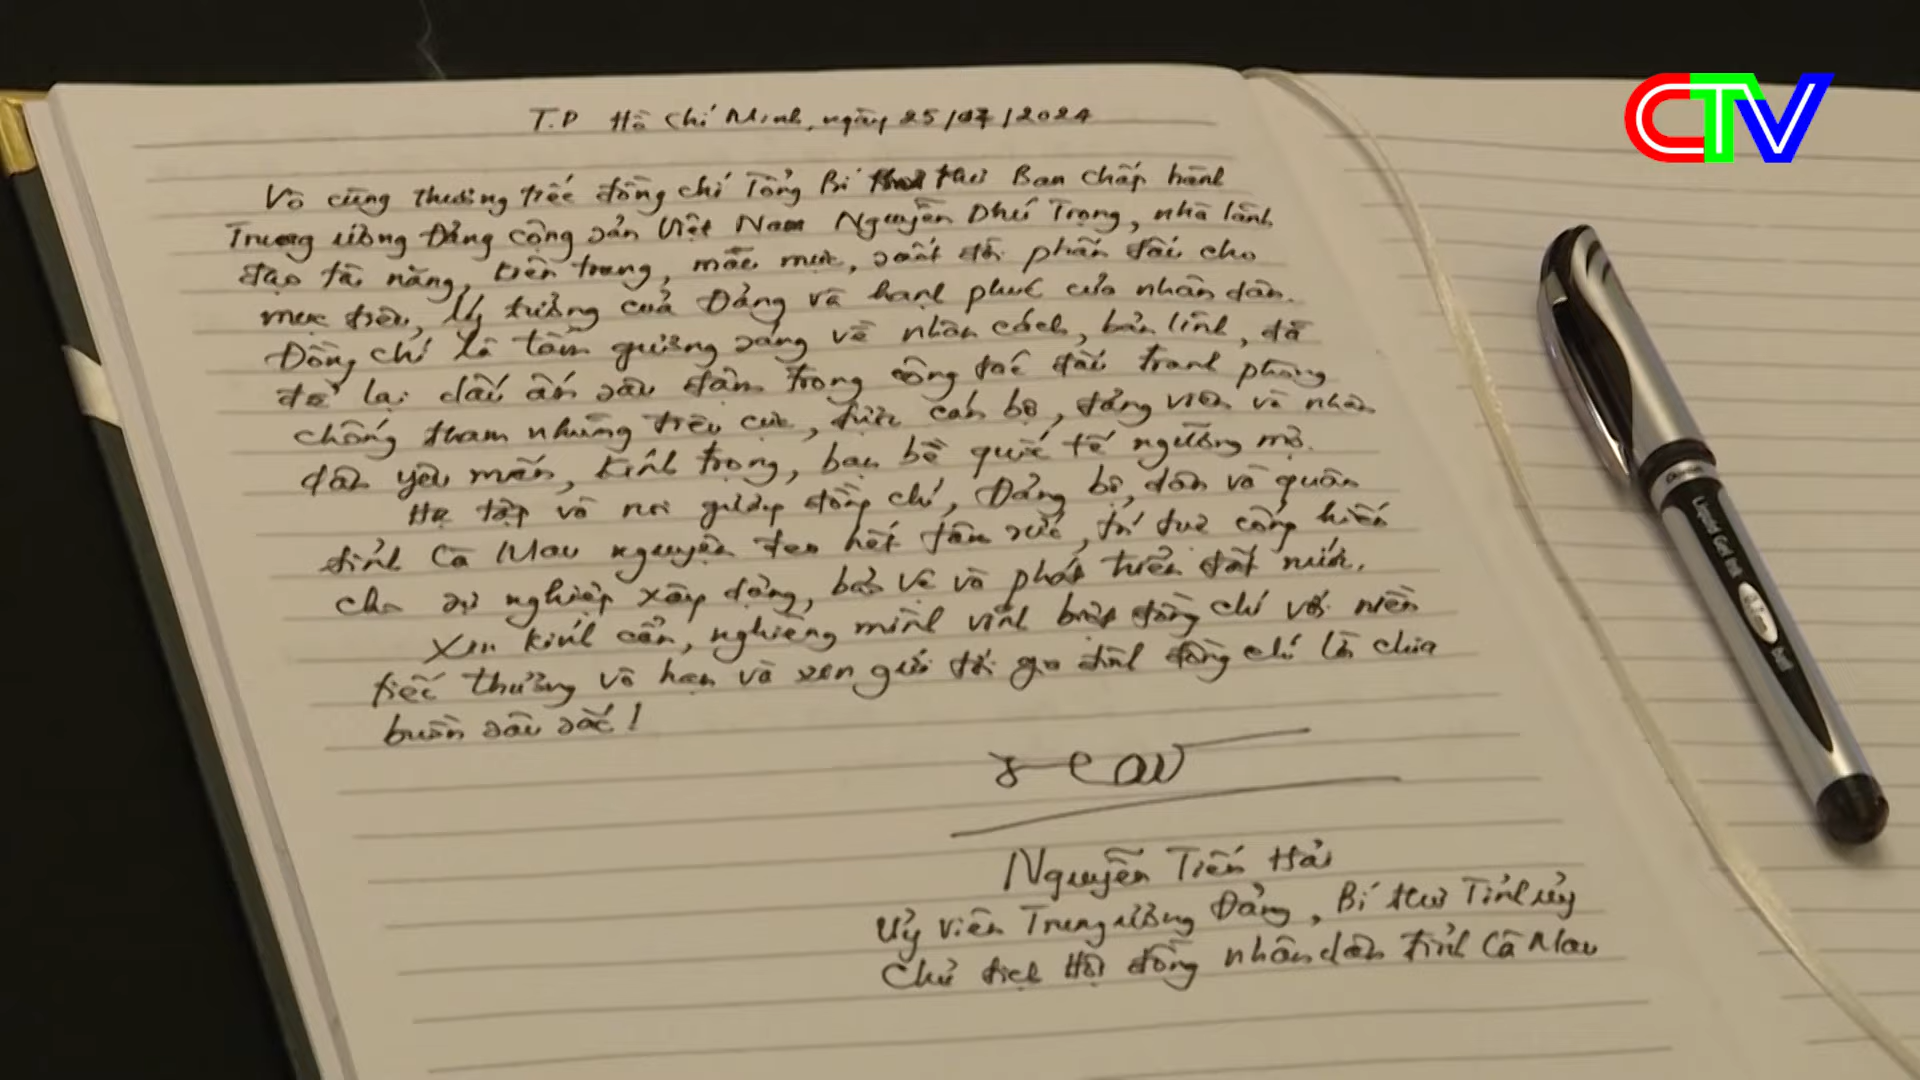 T.P Hồ Chí Minh, ngày 25/07/2024
Vô cùng thương tiếc đồng chí Tổng Bí thư Ban Chấp hành
Trung ương Đảng cộng sản Việt Nam Nguyễn Phú Trọng, nhà lãnh
đạo tài năng, kiên trung, mẫu mực, suốt đời phấn đấu cho
mục tiêu, lý tưởng của Đảng và hạnh phúc của nhân dân.
Đồng chí là tấm gương sáng về nhân cách, bản lĩnh, đã
để lại dấu ấn sâu đậm trong công tác đấu tranh phòng
chống tham nhũng tiêu cực, được cán bộ, đảng viên và nhân
dân yêu mến, kính trọng, bạn bè quốc tế ngưỡng mộ.
Học tập và noi gương đồng chí, Đảng bộ, dân và quân
tỉnh Cà Mau nguyện đem hết tâm sức, trí tuệ cống hiến
cho sự nghiệp xây dựng, bảo vệ và phát triển đất nước.
Xin kính cẩn, nghiêng mình vĩnh biệt đồng chí với niềm
tiếc thương vô hạn và xin gửi tới gia đình đồng chí lời chia
buồn sâu sắc!
Nguyễn Tiến Hải
Ủy viên Trung ương Đảng, Bí thư Tỉnh ủy
Chủ tịch Hội đồng nhân dân tỉnh Cà Mau
CTV
Liquid Gel Ink